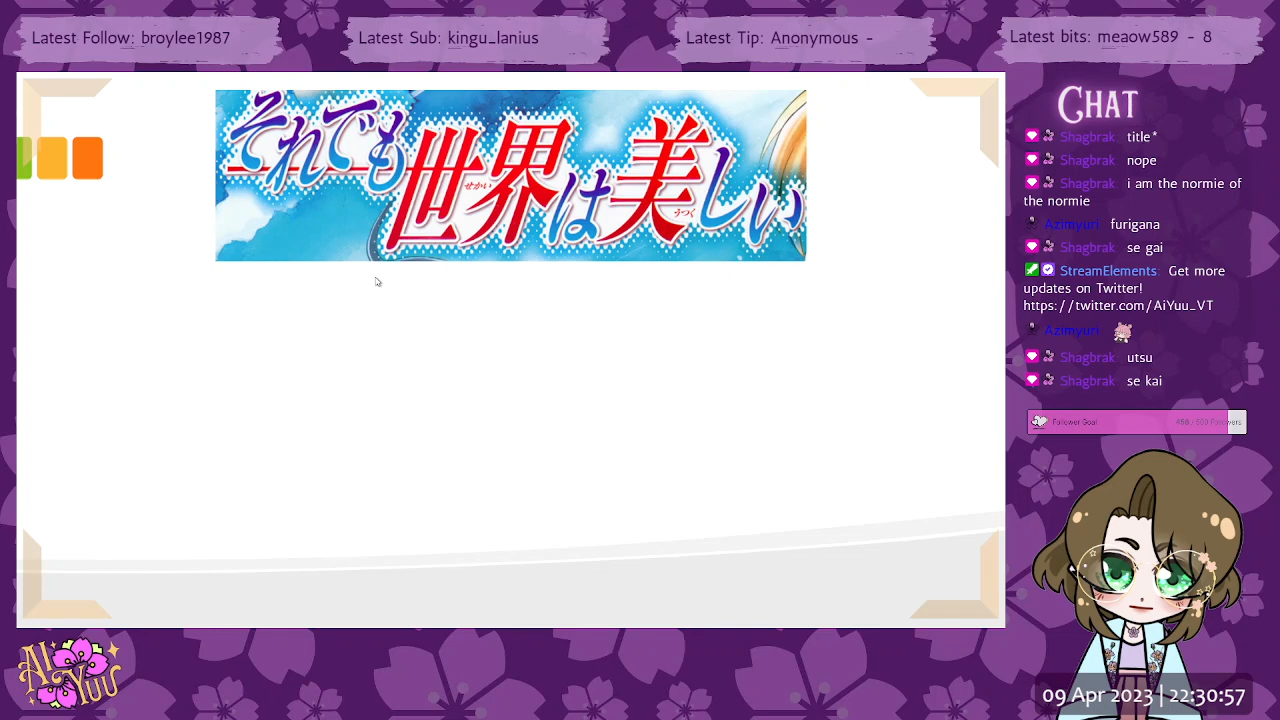 Latest Follow: broylee1987
Latest Sub: kingu_lanius
Latest Tip: Anonymous -
Latest bits: meaow589 - 8
それでも世界は美しい
せかい
うつく
CHAT
Shagbrak title*
Shagbrak nope
Shagbrak i am the normie of
the normie
Azimyuri furigana
Shagbrak se gai
StreamElements: Get more
updates on Twitter!
https://twitter.com/AiYuu_VT
Azimyuri
Shagbrak utsu
Shagbrak se kai
Follower Goal
Followers
AI
YUU
09 Apr 2023 | 22:30:57